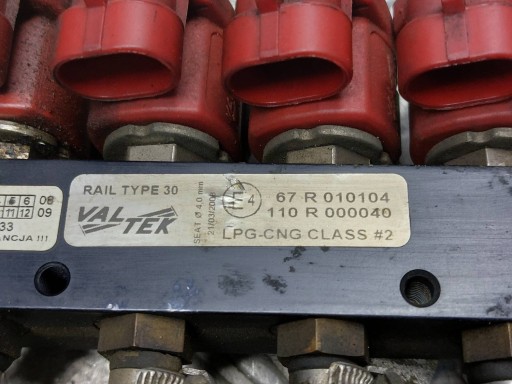 6 08
11 12 09
33
ANCJA !!!
RAIL TYPE 30
VALTEK
SEAT Ø 4,0 mm
E4
67 R 010104
110 R 000040
LPG-CNG CLASS #2